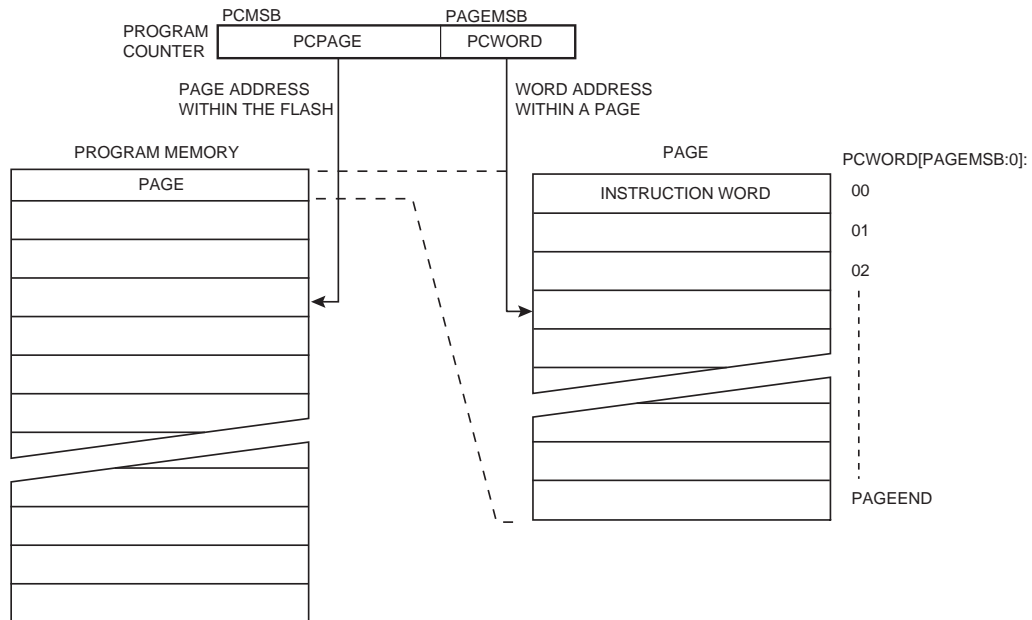 PCMSB
PAGEMSB
PROGRAM
COUNTER
PCPAGE
PCWORD
PAGE ADDRESS
WITHIN THE FLASH
WORD ADDRESS
WITHIN A PAGE
PROGRAM MEMORY
PAGE
PAGE
INSTRUCTION WORD
PCWORD[PAGEMSB:0]:
00
01
02
PAGEEND